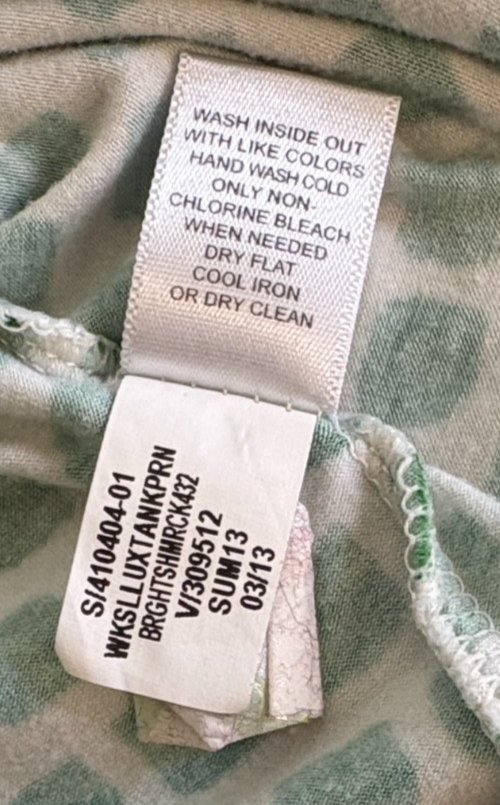 WASH INSIDE OUT
WITH LIKE COLORS
HAND WASH COLD
ONLY NON-
CHLORINE BLEACH
WHEN NEEDED
DRY FLAT
COOL IRON
OR DRY CLEAN
S/410404-01
WKSLLUXTANKPRN
BRGHTSHMRCK432
V/309512
SUM13
03/13